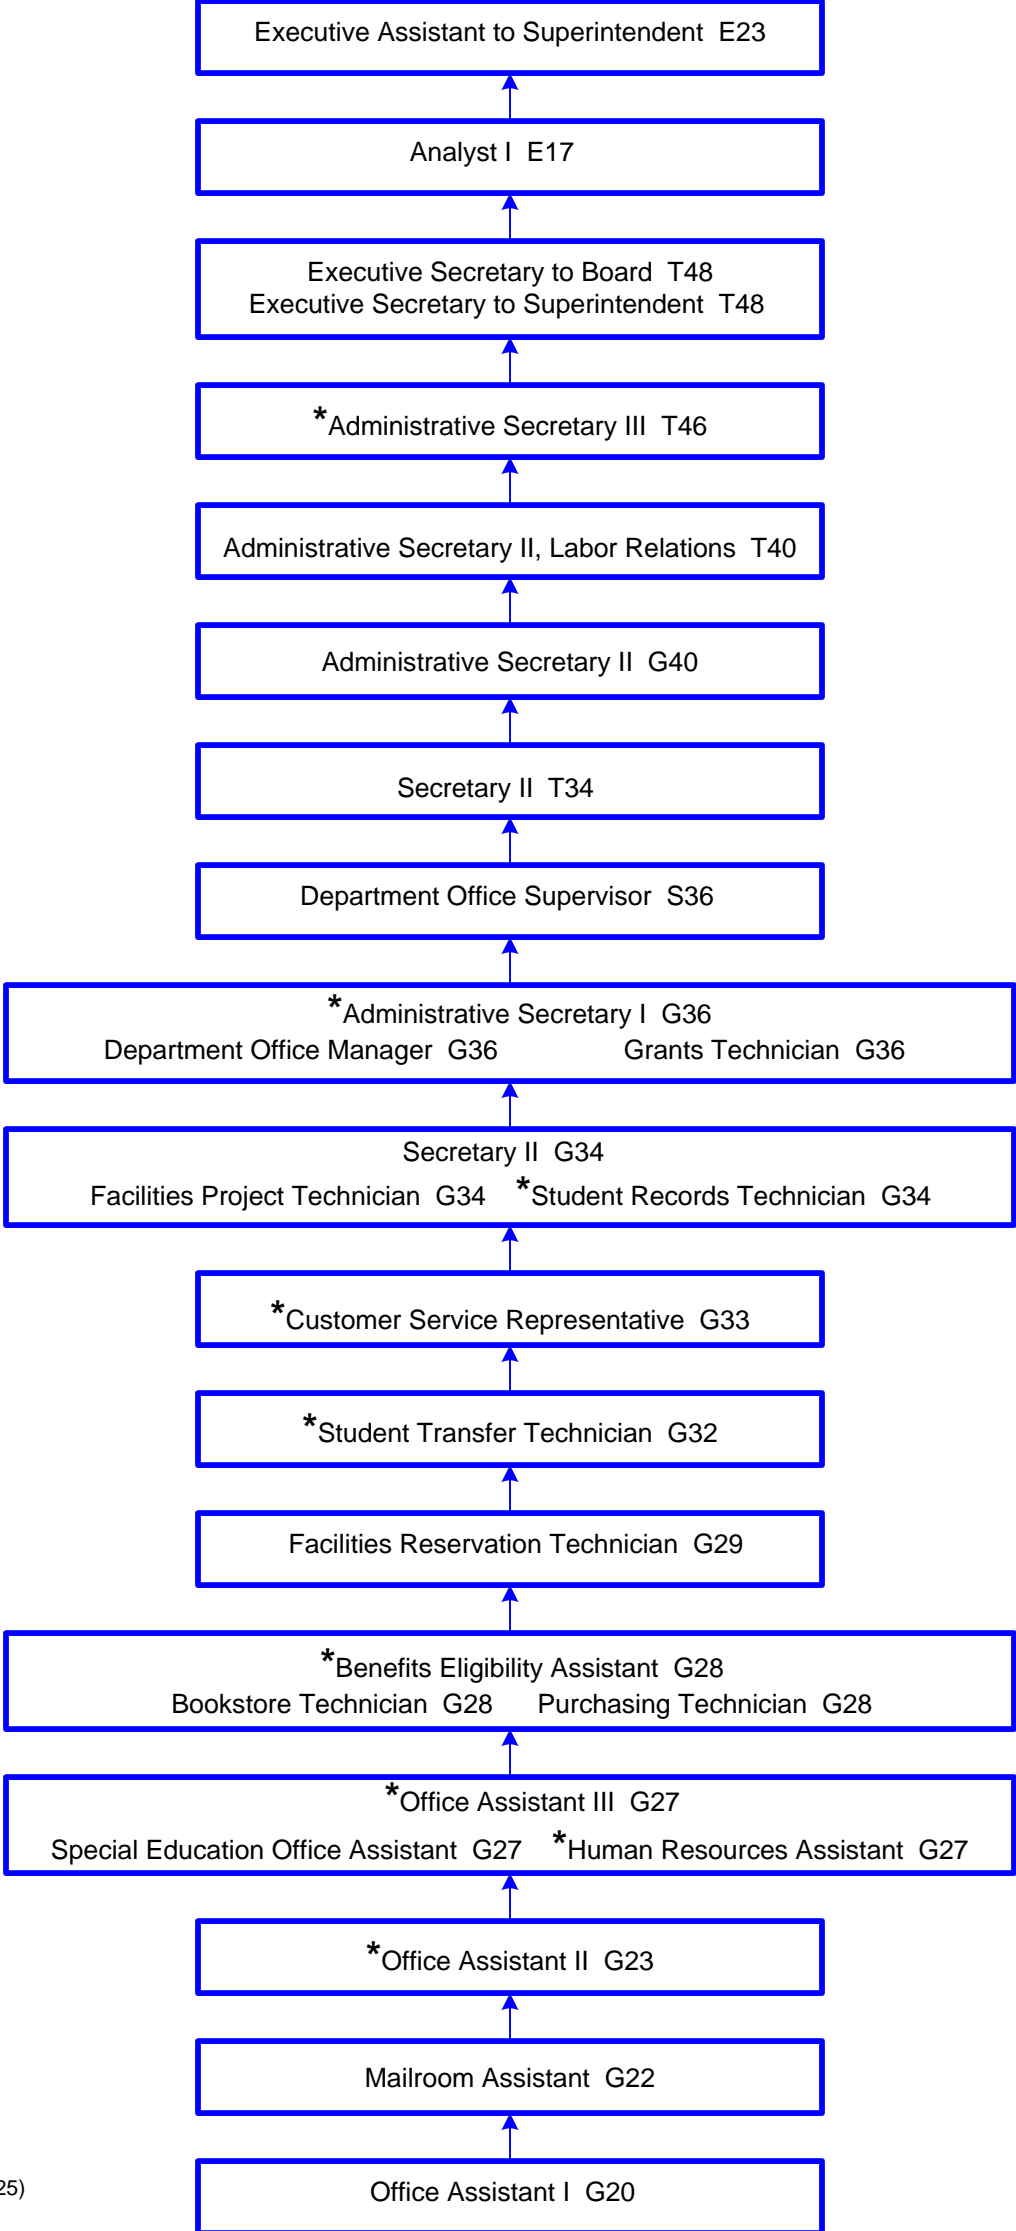 Executive Assistant to Superintendent  E23
Analyst I  E17
Executive Secretary to Board  T48
Executive Secretary to Superintendent  T48
*Administrative Secretary III  T46
Administrative Secretary II, Labor Relations  T40
Administrative Secretary II  G40
Secretary II  T34
Department Office Supervisor  S36
*Administrative Secretary I  G36
Department Office Manager  G36 Grants Technician  G36
Secretary II  G34
Facilities Project Technician  G34 *Student Records Technician  G34
*Customer Service Representative  G33
*Student Transfer Technician  G32
Facilities Reservation Technician  G29
*Benefits Eligibility Assistant  G28
Bookstore Technician  G28 Purchasing Technician  G28
*Office Assistant III  G27
Special Education Office Assistant  G27 *Human Resources Assistant  G27
*Office Assistant II  G23
Mailroom Assistant  G22
25)
Office Assistant I  G20